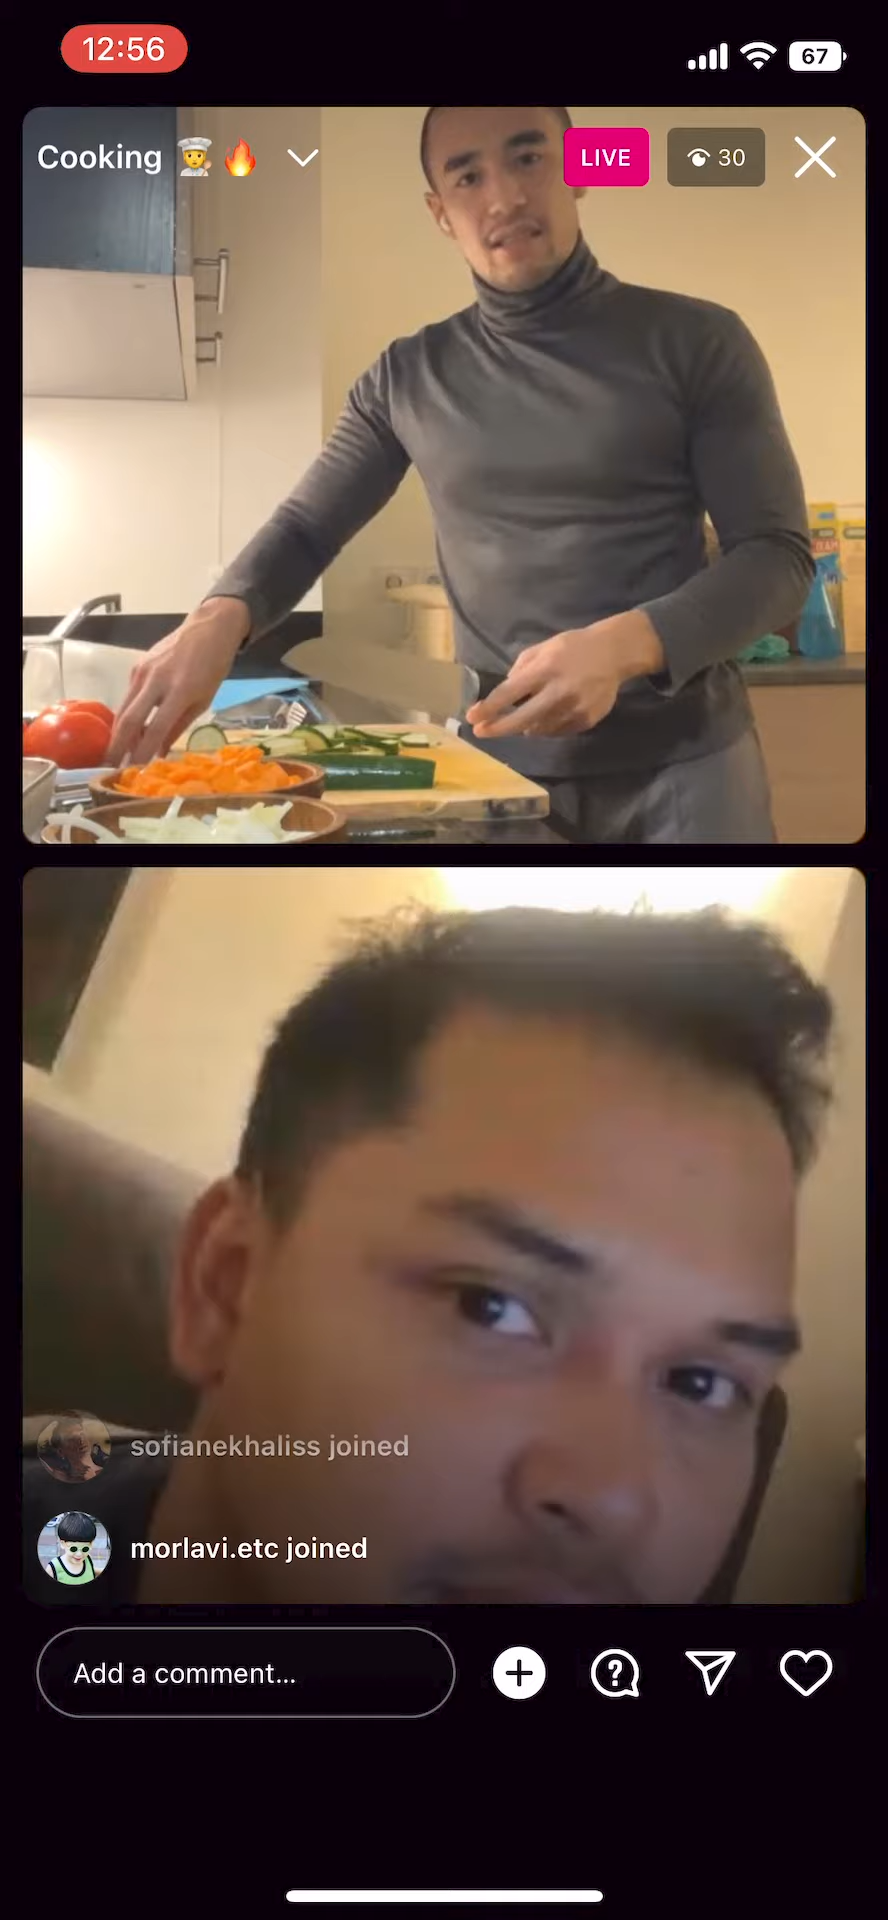 12:56
67
Cooking 👨‍🍳🔥
LIVE
30
sofianekhaliss joined
morlavi.etc joined
Add a comment...